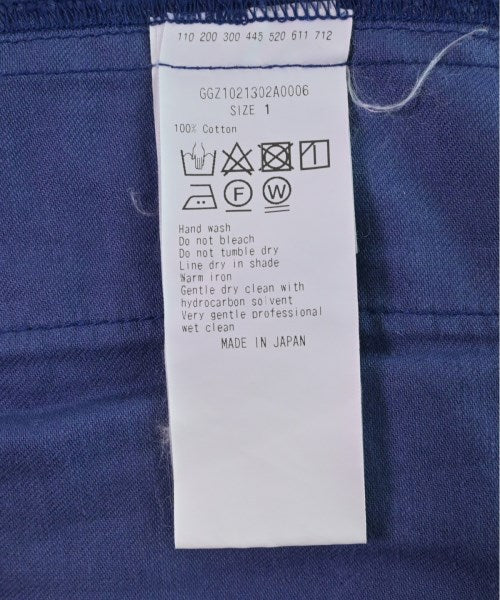 110 200 300 445 520 611 712
GGZ1021302A0006
SIZE 1
100% Cotton
F W
Hand wash
Do not bleach
Do not tumble dry
Line dry in shade
Warm iron
Gentle dry clean with
hydrocarbon solvent
Very gentle professional
wet clean
MADE IN JAPAN